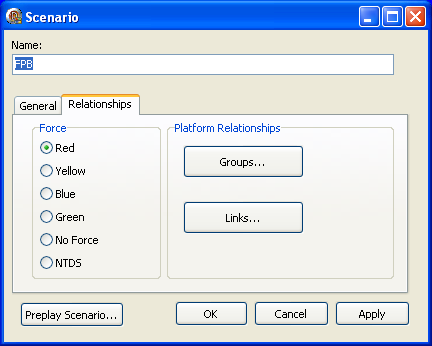 Scenario
Name:
FPB
General Relationships
Force
Red
Yellow
Blue
Green
No Force
NTDS
Platform Relationships
Groups...
Links...
Preplay Scenario... OK Cancel Apply